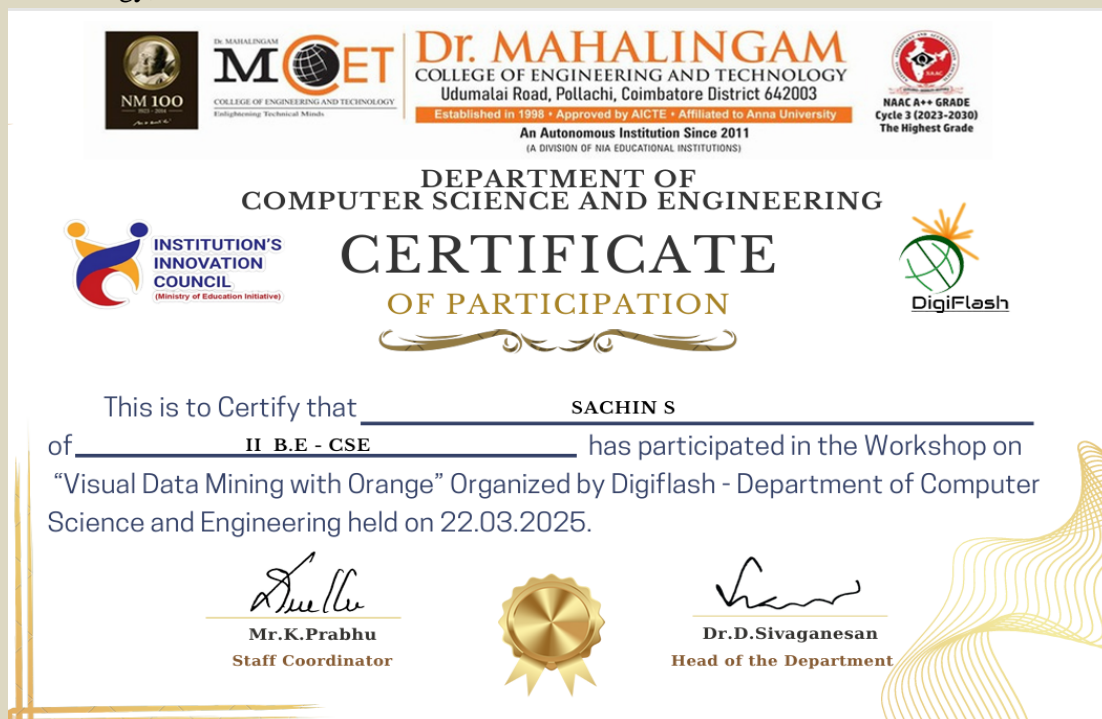 NM 100
1923 - 2014
Dr. MAHALINGAM
MCET
COLLEGE OF ENGINEERING AND TECHNOLOGY
Enlightening Technical Minds
Dr. MAHALINGAM
COLLEGE OF ENGINEERING AND TECHNOLOGY
Udumalai Road, Pollachi, Coimbatore District 642003
Established in 1998 • Approved by AICTE • Affiliated to Anna University
An Autonomous Institution Since 2011
(A DIVISION OF NIA EDUCATIONAL INSTITUTIONS)
NAAC A++ GRADE
Cycle 3 (2023-2030)
The Highest Grade
DEPARTMENT OF
COMPUTER SCIENCE AND ENGINEERING
CERTIFICATE
OF PARTICIPATION
INSTITUTION'S
INNOVATION
COUNCIL
(Ministry of Education Initiative)
DigiFlash
This is to Certify that SACHIN S
of II B.E - CSE has participated in the Workshop on
“Visual Data Mining with Orange” Organized by Digiflash - Department of Computer
Science and Engineering held on 22.03.2025.
Mr.K.Prabhu
Staff Coordinator
Dr.D.Sivaganesan
Head of the Department